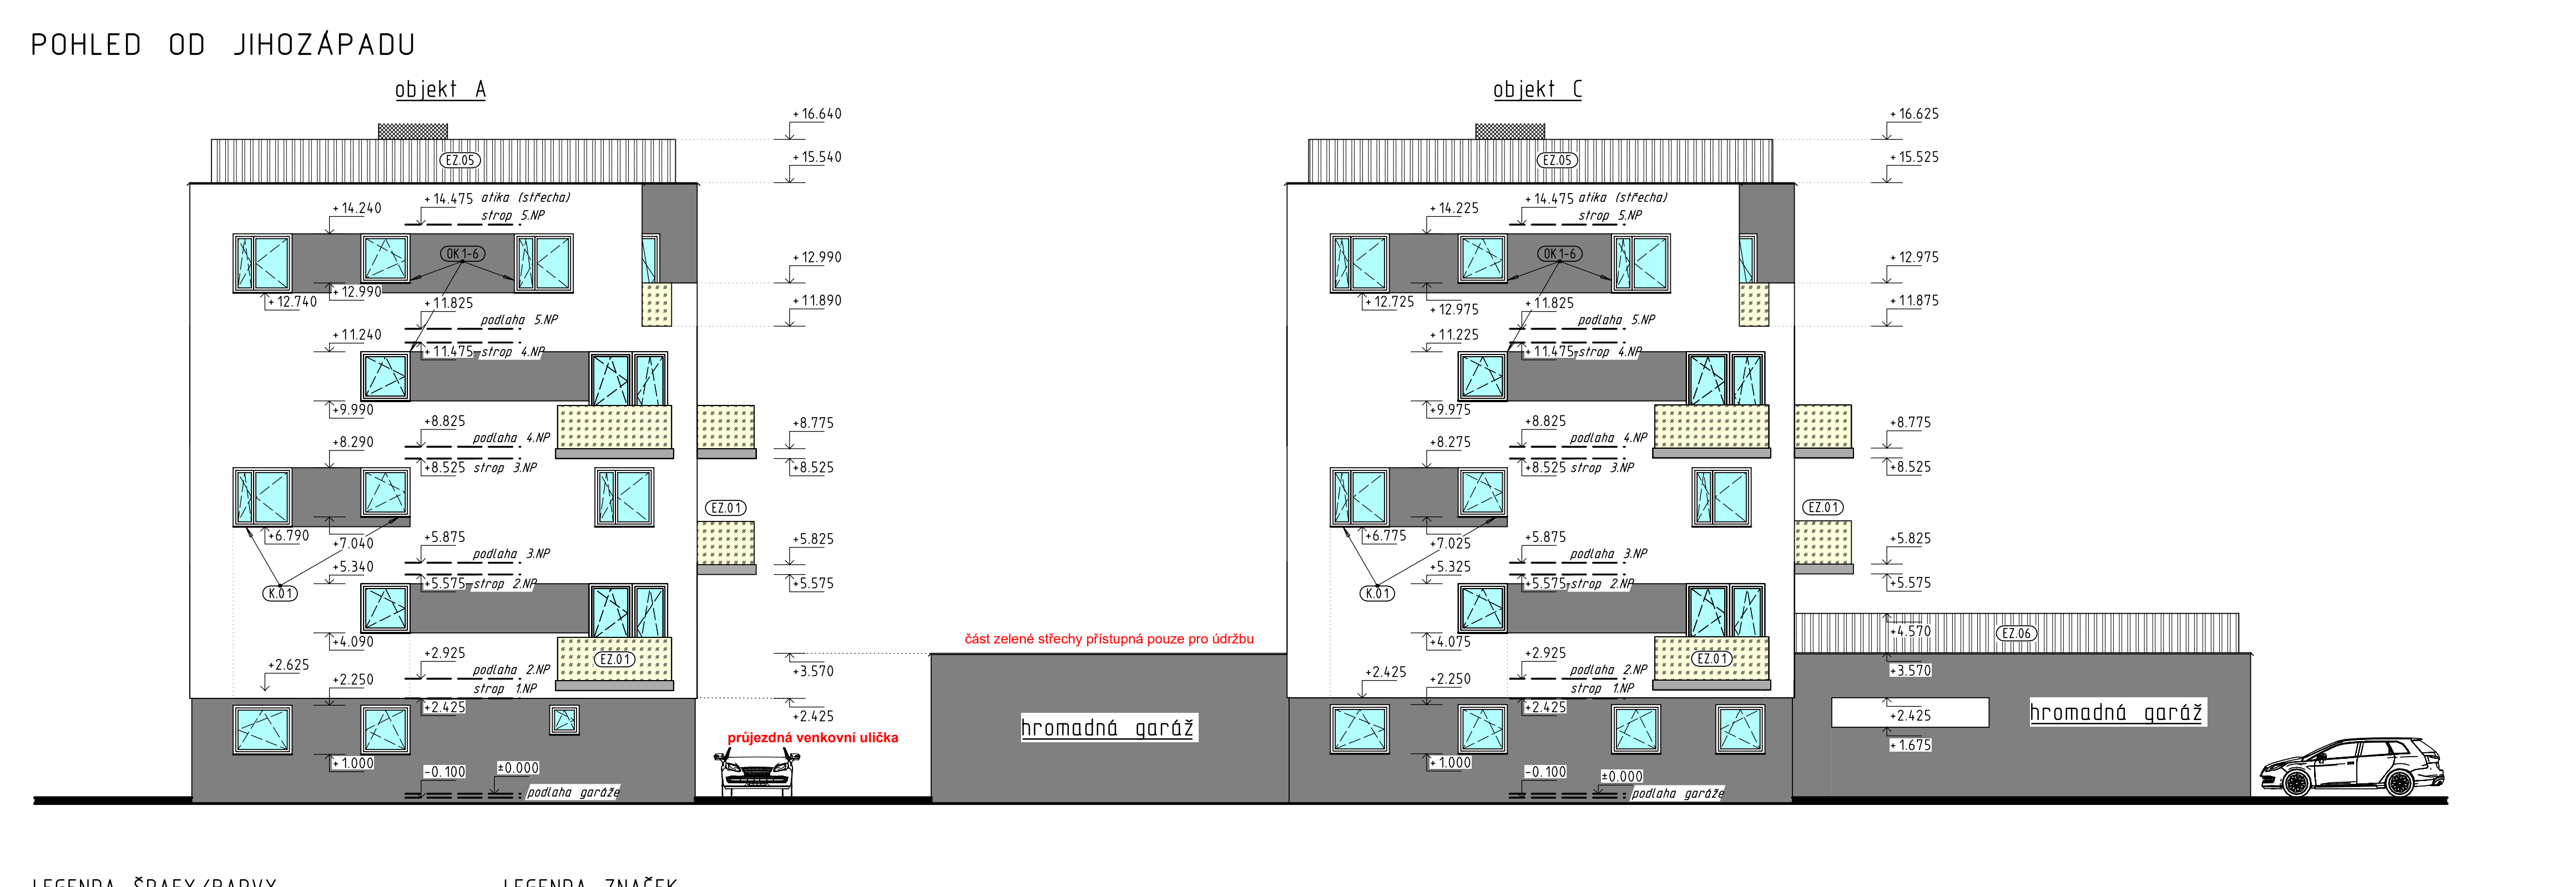 POHLED OD JIHOZÁPADU
objekt A
+16.640
EZ.05
+15.540
+14.475 atika (střecha)
strop 5.NP
+14.240
OK1-6
+12.990
+12.740
+12.990
+11.825
podlaha 5.NP
+11.890
+11.240
+11.475 strop 4.NP
+9.990
+8.825
podlaha 4.NP
+8.775
+8.290
+8.525 strop 3.NP
+8.525
EZ.01
+6.790
+7.040
+5.875
podlaha 3.NP
+5.825
+5.340
+5.575 strop 2.NP
+5.575
K.01
+4.090
+2.925
podlaha 2.NP
EZ.01
+2.625
strop 1.NP
+2.250
+2.425
+3.570
+2.425
průjezdná venkovní ulička
+1.000
-0.100
±0.000
podlaha garáže
část zelené střechy přístupná pouze pro údržbu
hromadná garáž
objekt C
+16.625
EZ.05
+15.525
+14.475 atika (střecha)
strop 5.NP
+14.225
OK1-6
+12.975
+12.725
+12.975
+11.825
podlaha 5.NP
+11.875
+11.225
+11.475 strop 4.NP
+9.975
+8.825
podlaha 4.NP
+8.775
+8.275
+8.525 strop 3.NP
+8.525
EZ.01
+6.775
+7.025
+5.875
podlaha 3.NP
+5.825
+5.325
+5.575 strop 2.NP
+5.575
K.01
+4.075
+2.925
podlaha 2.NP
EZ.01
+2.425
strop 1.NP
+2.250
+2.425
+4.570
EZ.06
+3.570
+2.425
hromadná garáž
+1.675
+1.000
-0.100
±0.000
podlaha garáže
LEGENDA ŠRAFY/BARVY
LEGENDA ZNAČEK